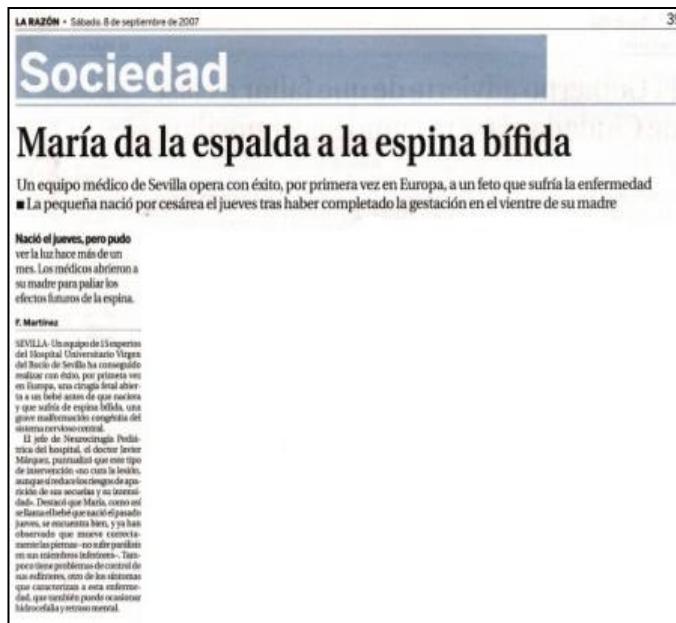 LA RAZÓN • Sábado, 8 de septiembre de 2007
Sociedad
María da la espalda a la espina bífida
Un equipo médico de Sevilla opera con éxito, por primera vez en Europa, a un feto que sufría la enfermedad
■ La pequeña nació por cesárea el jueves tras haber completado la gestación en el vientre de su madre
Nació el jueves, pero pudo
ver la luz hace más de un
mes. Los médicos abrieron a
su madre para paliar los
efectos futuros de la espina.
F. Martínez
SEVILLA- Un equipo de 15 expertos
del Hospital Universitario Virgen
del Rocío de Sevilla ha conseguido
realizar con éxito, por primera vez
en Europa, una cirugía fetal abier-
ta a un bebé antes de que naciera
y que sufría de espina bífida, una
grave malformación congénita del
sistema nervioso central.
El jefe de Neurocirugía Pediá-
trica del hospital, el doctor Javier
Márquez, puntualizó que este tipo
de intervención «no cura la lesión,
aunque sí reduce los riesgos de apa-
rición de sus secuelas y su intensi-
dad». Destacó que María, como así
se llama el bebé que nació el pasado
jueves, se encuentra bien, y ya han
observado que mueve correcta-
mente las piernas –no sufre parálisis
en sus miembros inferiores–. Tam-
poco tiene problemas de control de
sus esfínteres, otro de los síntomas
que caracterizan a esta enferme-
dad, que también puede ocasionar
hidrocefalia y retraso mental.